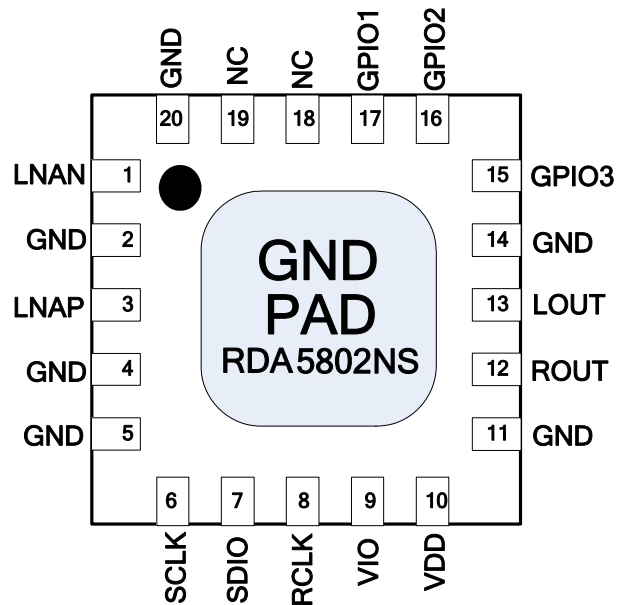 GND
NC
NC
GPIO1
GPIO2
20
19
18
17
16
LNAN 1
15 GPIO3
GND 2
14 GND
LNAP 3
13 LOUT
GND 4
12 ROUT
GND 5
11 GND
GND
PAD
RDA5802NS
6
7
8
9
10
SCLK
SDIO
RCLK
VIO
VDD